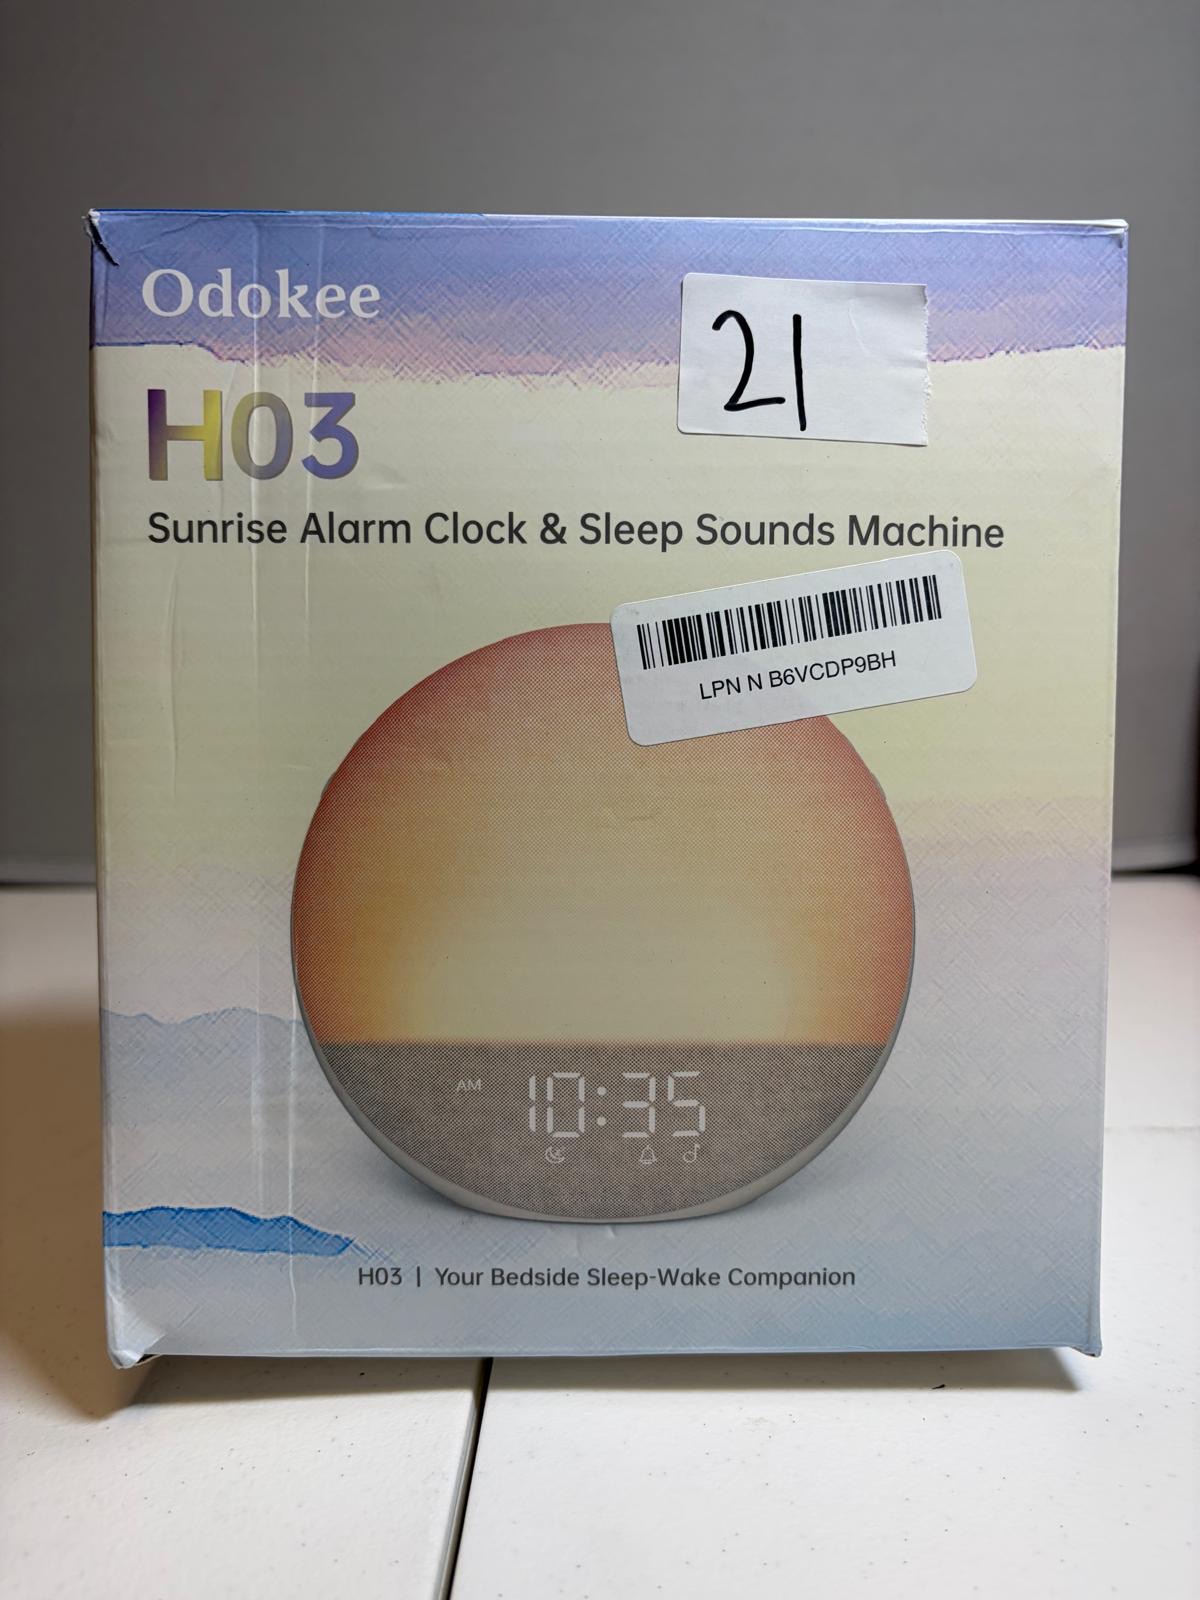 Odokee
21
H03
Sunrise Alarm Clock & Sleep Sounds Machine
LPN N B6VCDP9BH
AM 10:35
H03 | Your Bedside Sleep-Wake Companion